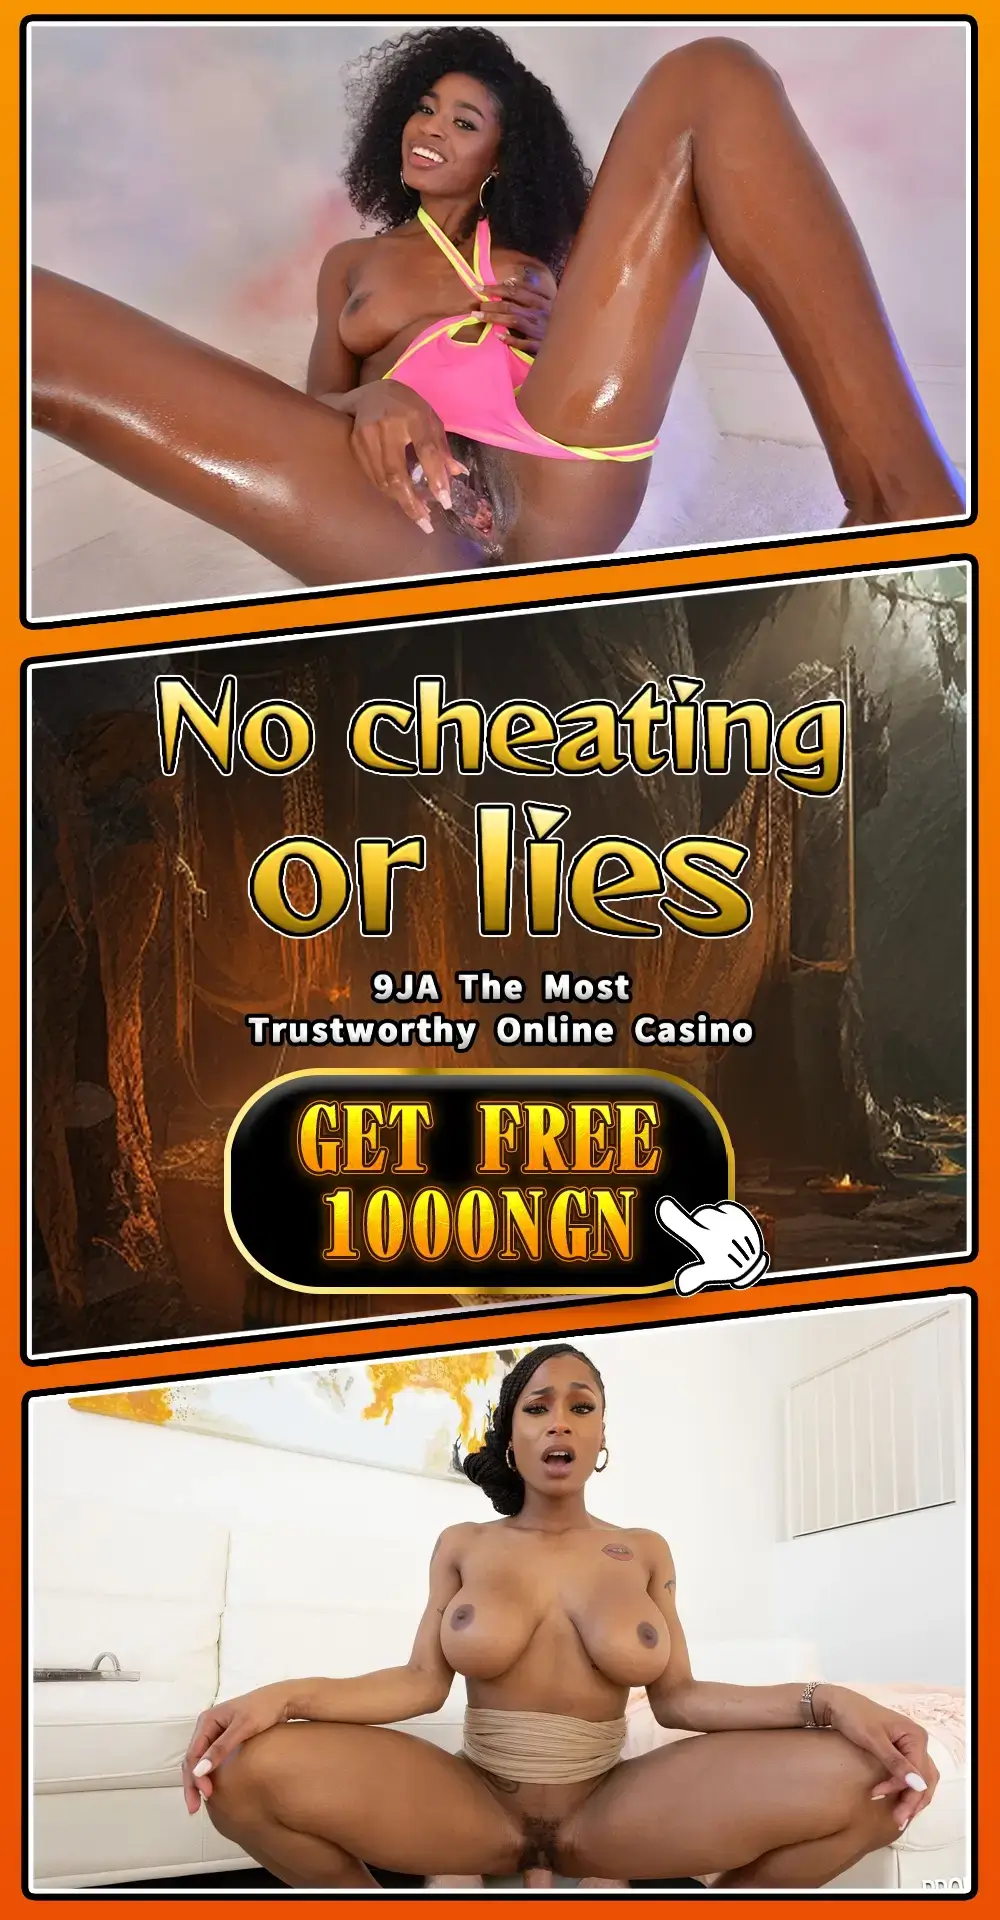 No cheating
or lies
9JA The Most
Trustworthy Online Casino
GET FREE
1000NGN